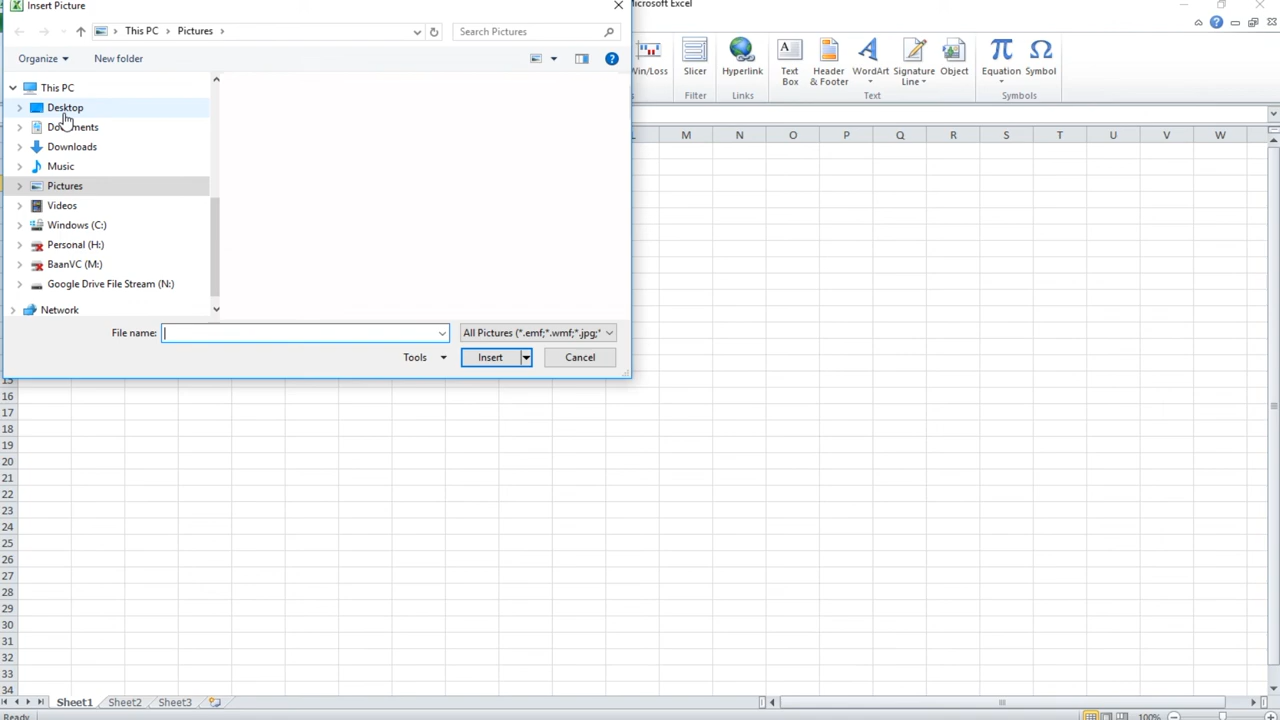 Insert Picture
Microsoft Excel
This PC
Pictures
Search Pictures
Organize
New folder
Win/Loss
Slicer
Hyperlink
Text Box
Header & Footer
WordArt
Signature Line
Object
Equation
Symbol
Filter
Links
Text
Symbols
This PC
Desktop
Documents
Downloads
Music
Pictures
Videos
Windows (C:)
Personal (H:)
BaanVC (M:)
Google Drive File Stream (N:)
Network
File name:
All Pictures (*.emf;*.wmf;*.jpg;*
Tools
Insert
Cancel
L M N O P Q R S T U V W
15
16
17
18
19
20
21
22
23
24
25
26
27
28
29
30
31
32
33
34
Sheet1 Sheet2 Sheet3
Ready
100%